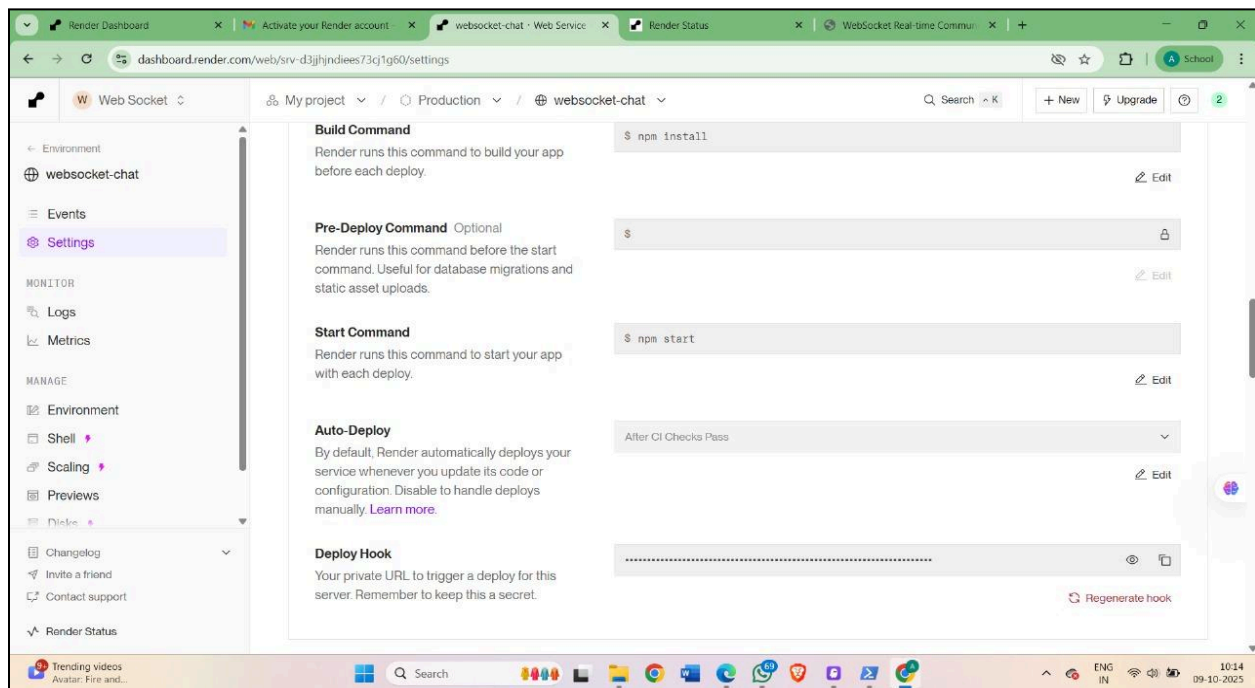 Render Dashboard
Activate your Render account -
websocket-chat · Web Service
Render Status
WebSocket Real-time Commun
dashboard.render.com/web/srv-d3jjhjndiees73cj1g60/settings
A School
W Web Socket
My project / Production / websocket-chat
Search ^ K
+ New
Upgrade
2
← Environment
websocket-chat
Events
Settings
MONITOR
Logs
Metrics
MANAGE
Environment
Shell
Scaling
Previews
Disks
Changelog
Invite a friend
Contact support
Render Status
Build Command
Render runs this command to build your app
before each deploy.
$ npm install
Edit
Pre-Deploy Command Optional
Render runs this command before the start
command. Useful for database migrations and
static asset uploads.
$
Edit
Start Command
Render runs this command to start your app
with each deploy.
$ npm start
Edit
Auto-Deploy
By default, Render automatically deploys your
service whenever you update its code or
configuration. Disable to handle deploys
manually. Learn more.
After CI Checks Pass
Edit
Deploy Hook
Your private URL to trigger a deploy for this
server. Remember to keep this a secret.
Regenerate hook
9+
Trending videos
Avatar: Fire and...
Search
69
ENG
IN
10:14
09-10-2025